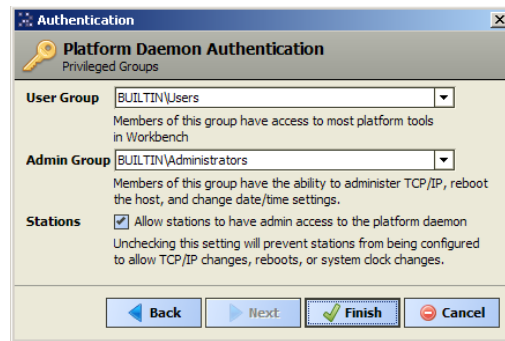 Authentication
Platform Daemon Authentication
Privileged Groups
User Group BUILTIN\Users
Members of this group have access to most platform tools
in Workbench
Admin Group BUILTIN\Administrators
Members of this group have the ability to administer TCP/IP, reboot
the host, and change date/time settings.
Stations Allow stations to have admin access to the platform daemon
Unchecking this setting will prevent stations from being configured
to allow TCP/IP changes, reboots, or system clock changes.
Back Next Finish Cancel